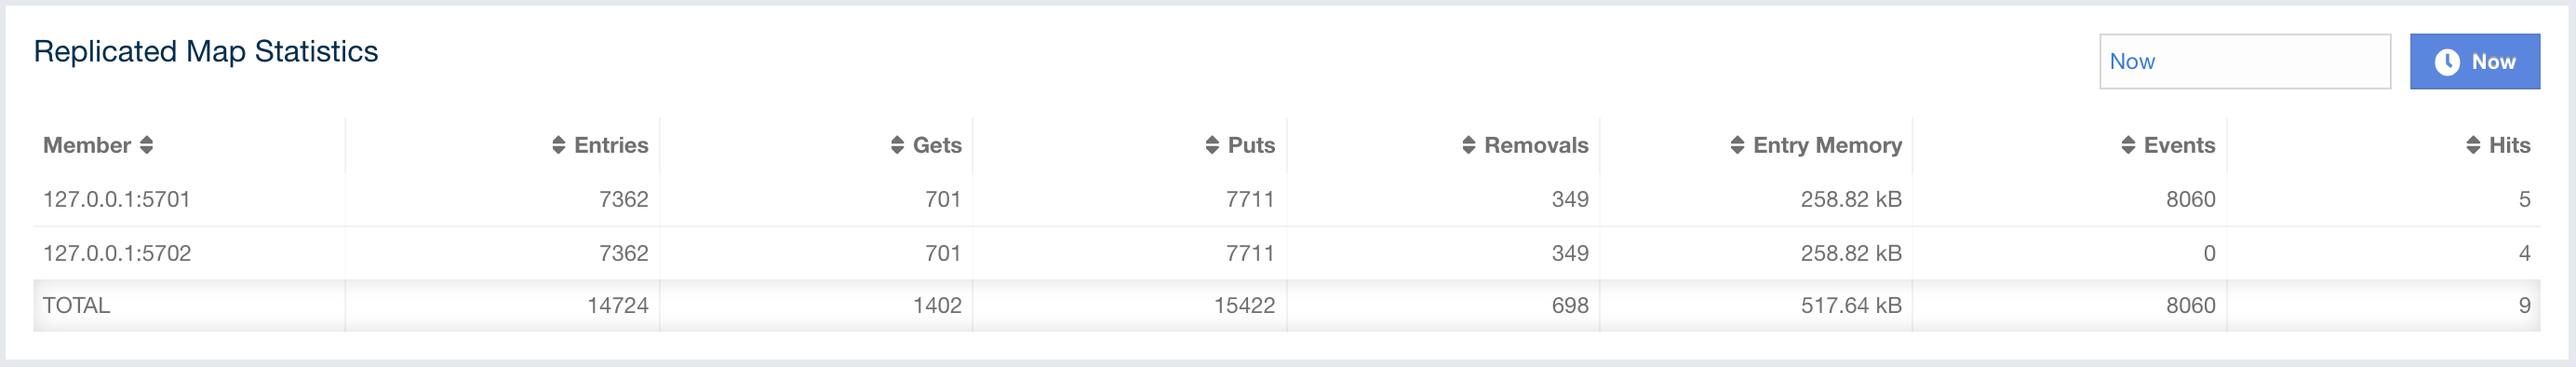 Replicated Map Statistics
Now Now
Member Entries Gets Puts Removals Entry Memory Events Hits
127.0.0.1:5701 7362 701 7711 349 258.82 kB 8060 5
127.0.0.1:5702 7362 701 7711 349 258.82 kB 0 4
TOTAL 14724 1402 15422 698 517.64 kB 8060 9